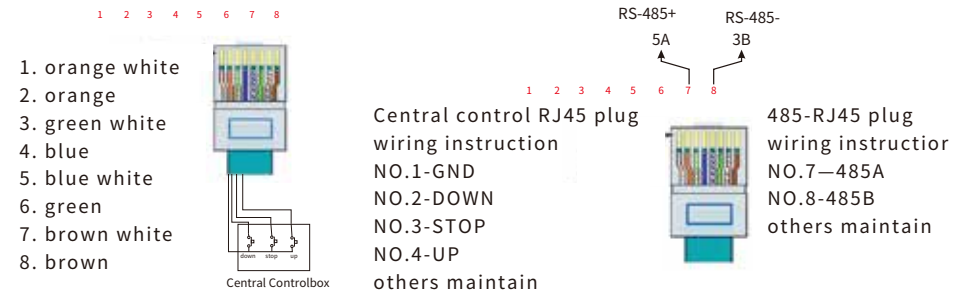 1 2 3 4 5 6 7 8
1. orange white
2. orange
3. green white
4. blue
5. blue white
6. green
7. brown white
8. brown
down stop up
Central Controlbox
Central control RJ45 plug
wiring instruction
NO.1-GND
NO.2-DOWN
NO.3-STOP
NO.4-UP
others maintain
RS-485+ RS-485-
5A 3B
1 2 3 4 5 6 7 8
485-RJ45 plug
wiring instructior
NO.7—485A
NO.8-485B
others maintain